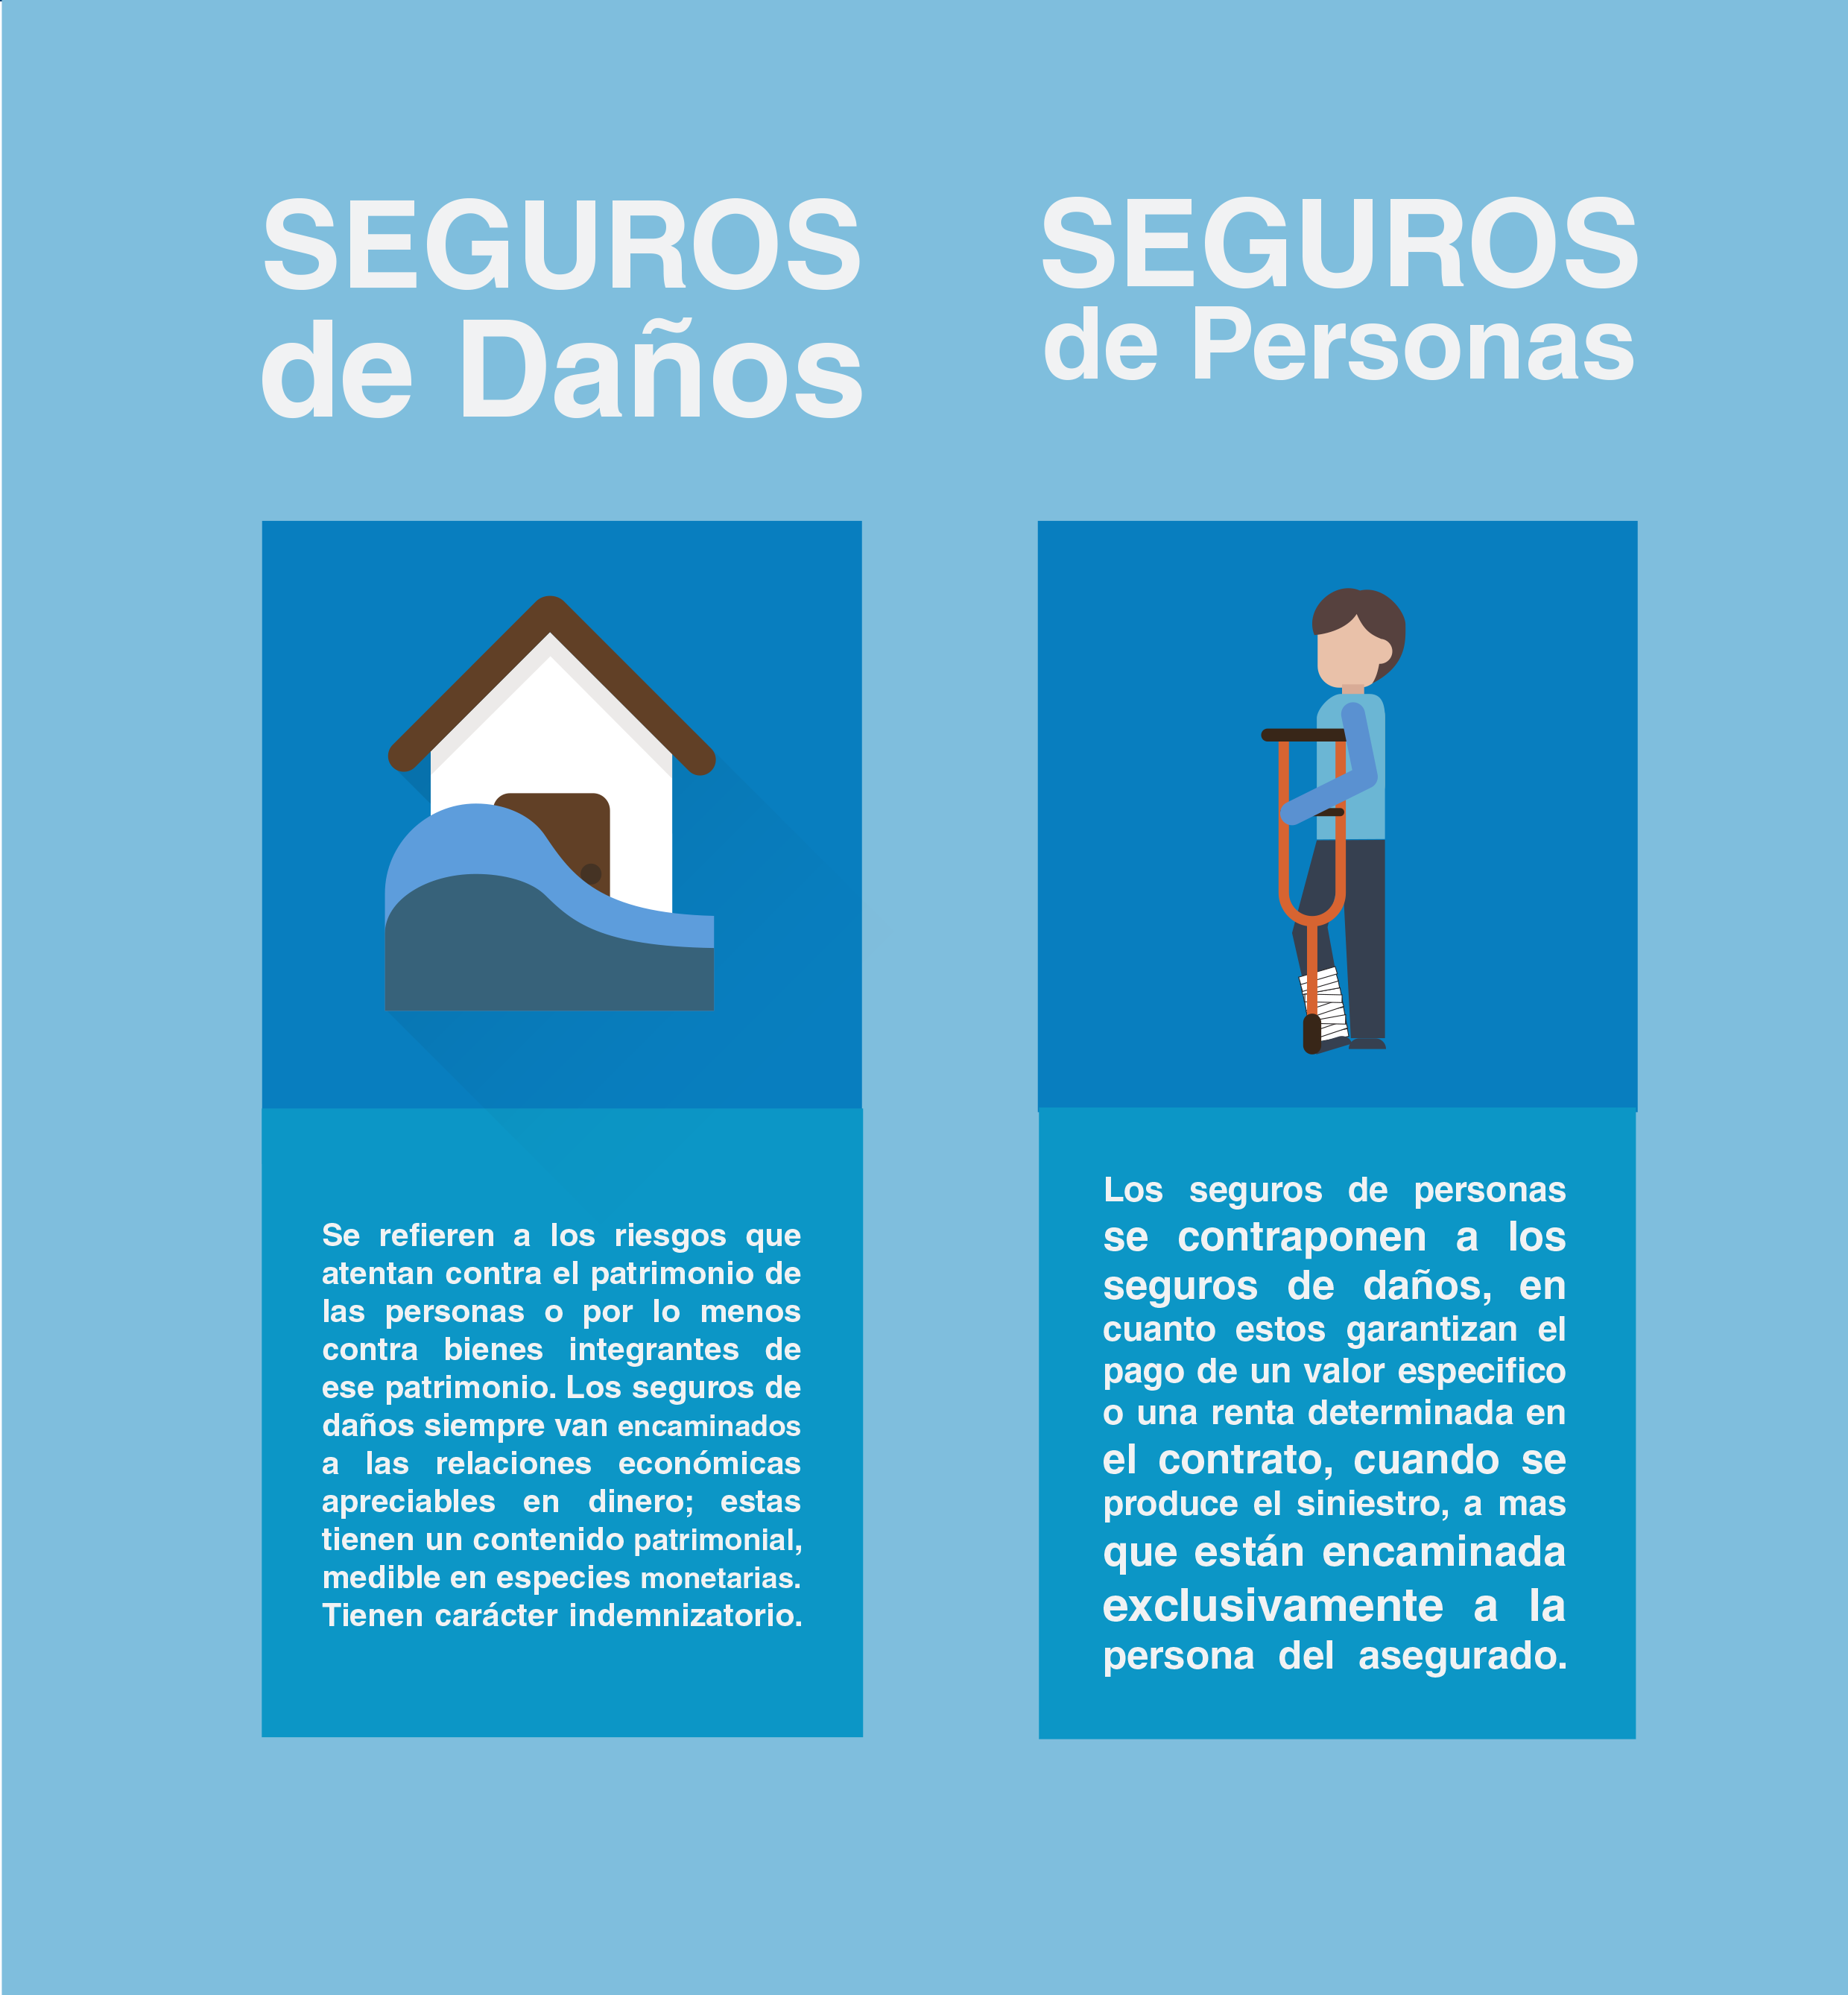 SEGUROS
de Daños
Se refieren a los riesgos que
atentan contra el patrimonio de
las personas o por lo menos
contra bienes integrantes de
ese patrimonio. Los seguros de
daños siempre van encaminados
a las relaciones económicas
apreciables en dinero; estas
tienen un contenido patrimonial,
medible en especies monetarias.
Tienen carácter indemnizatorio.
SEGUROS
de Personas
Los seguros de personas
se contraponen a los
seguros de daños, en
cuanto estos garantizan el
pago de un valor especifico
o una renta determinada en
el contrato, cuando se
produce el siniestro, a mas
que están encaminada
exclusivamente a la
persona del asegurado.